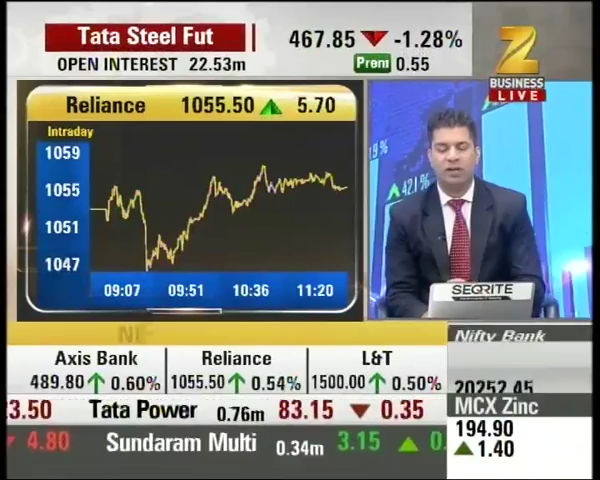 Tata Steel Fut
467.85 -1.28%
OPEN INTEREST 22.53m
Prem 0.55
Z
BUSINESS
LIVE
Reliance 1055.50 5.70
Intraday
1059
1055
1051
1047
09:07 09:51 10:36 11:20
42.1%
SEQRITE
Axis Bank Reliance L&T
489.80 0.60% 1055.50 0.54% 1500.00 0.50%
Nifty Bank
20252.45
3.50 Tata Power 0.76m 83.15 0.35
MCX Zinc
4.80 Sundaram Multi 0.34m 3.15 0.
194.90
1.40